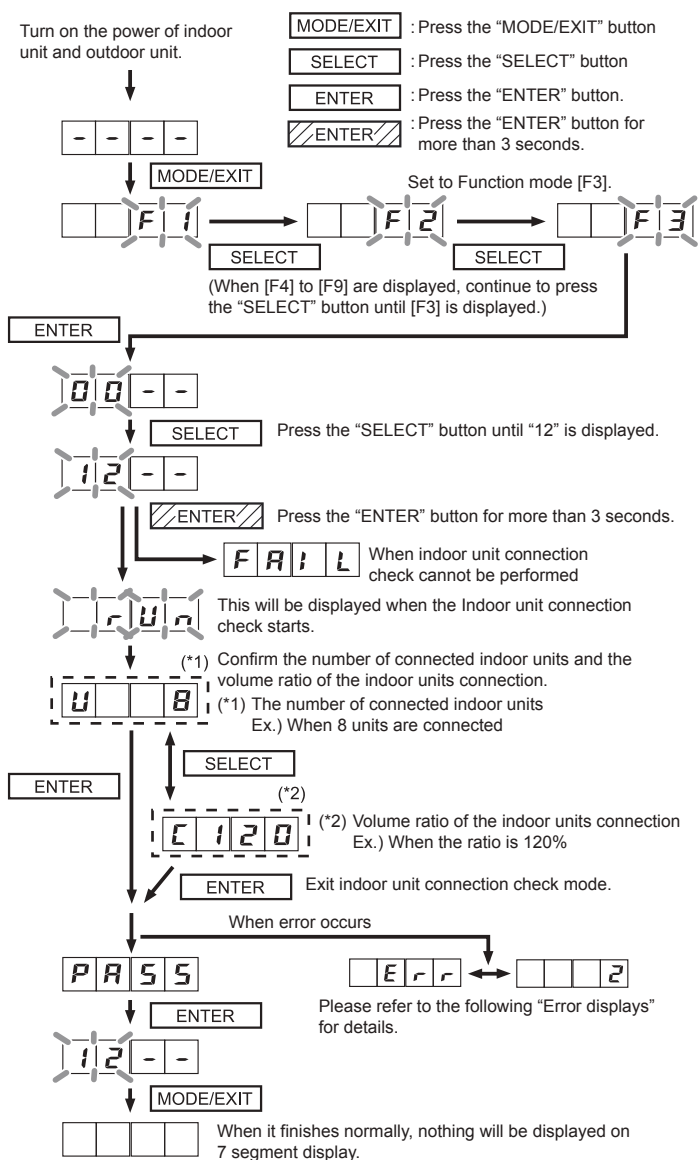 Turn on the power of indoor
unit and outdoor unit.
MODE/EXIT : Press the “MODE/EXIT” button
SELECT : Press the “SELECT” button
ENTER : Press the “ENTER” button.
ENTER : Press the “ENTER” button for
more than 3 seconds.
- - - -
MODE/EXIT
Set to Function mode [F3].
F 1
F 2
F 3
SELECT
SELECT
(When [F4] to [F9] are displayed, continue to press
the “SELECT” button until [F3] is displayed.)
ENTER
0 0 - -
SELECT
Press the “SELECT” button until “12” is displayed.
1 2 - -
ENTER
Press the “ENTER” button for more than 3 seconds.
F A I L
When indoor unit connection
check cannot be performed
r U n
This will be displayed when the Indoor unit connection
check starts.
(*1)
Confirm the number of connected indoor units and the
volume ratio of the indoor units connection.
U 8
(*1) The number of connected indoor units
Ex.) When 8 units are connected
SELECT
ENTER
(*2)
C 1 2 0
(*2) Volume ratio of the indoor units connection
Ex.) When the ratio is 120%
ENTER
Exit indoor unit connection check mode.
When error occurs
P A S S
E r r
2
Please refer to the following “Error displays”
for details.
ENTER
1 2 - -
MODE/EXIT
When it finishes normally, nothing will be displayed on
7 segment display.